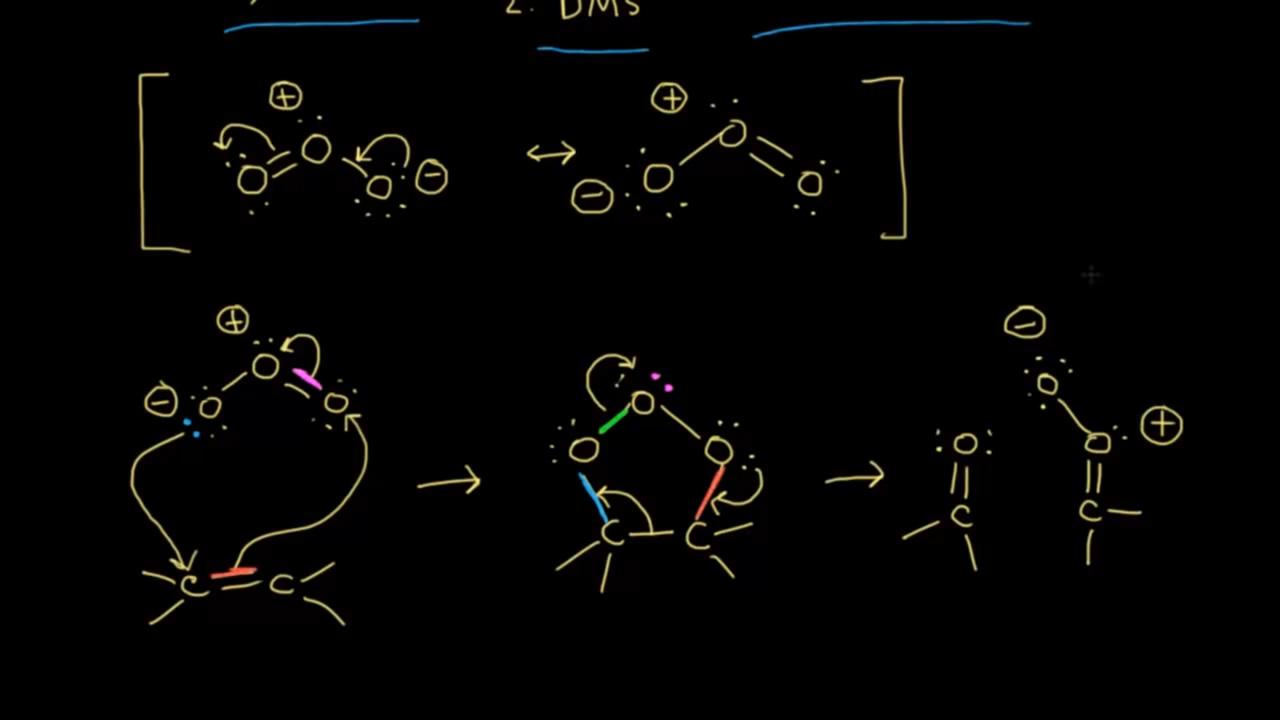 2. DMS
+ +
O O O − ↔ − O O O
+ −
− O O O → O O O → O O O +
C C C C C C